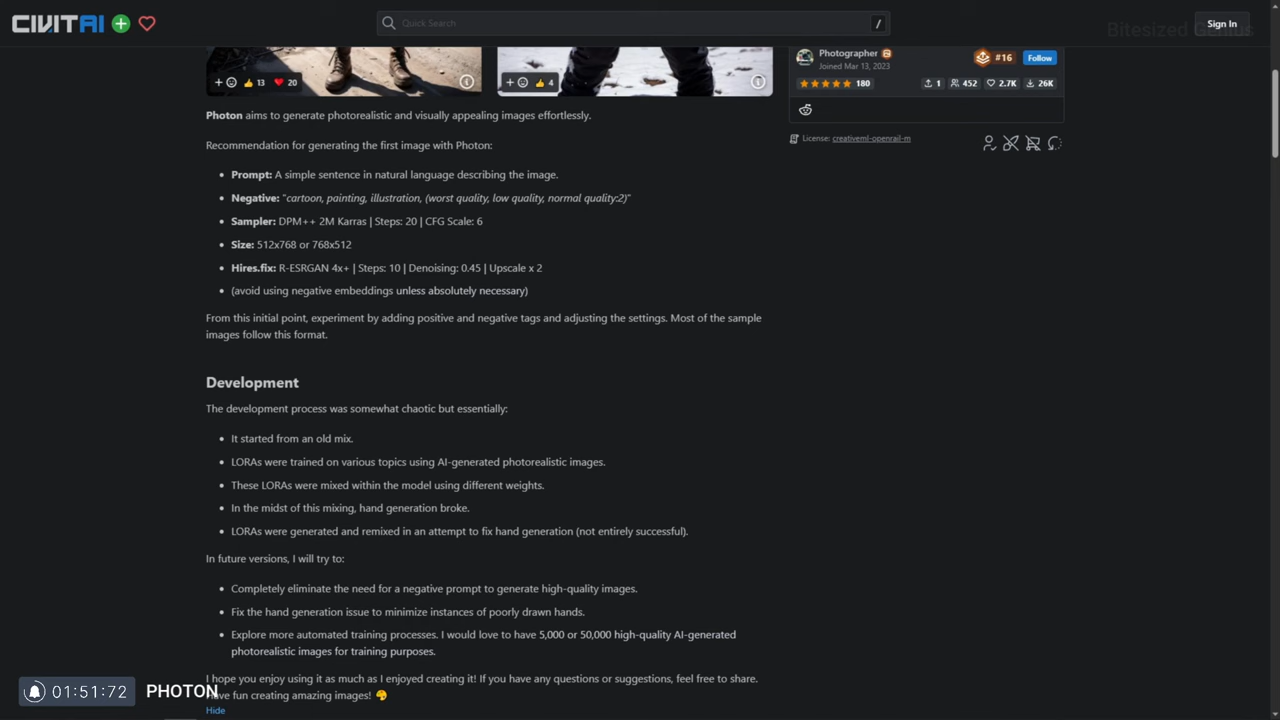 CIVITAI
Quick Search
/
Sign In
Bitesized Genius
13
20
4
Photographer
Joined Mar 13, 2023
#16
Follow
180
1
452
2.7K
26K
License: creativeml-openrail-m
Photon aims to generate photorealistic and visually appealing images effortlessly.
Recommendation for generating the first image with Photon:
Prompt: A simple sentence in natural language describing the image.
Negative: "cartoon, painting, illustration, (worst quality, low quality, normal quality:2)"
Sampler: DPM++ 2M Karras | Steps: 20 | CFG Scale: 6
Size: 512x768 or 768x512
Hires.fix: R-ESRGAN 4x+ | Steps: 10 | Denoising: 0.45 | Upscale x 2
(avoid using negative embeddings unless absolutely necessary)
From this initial point, experiment by adding positive and negative tags and adjusting the settings. Most of the sample
images follow this format.
Development
The development process was somewhat chaotic but essentially:
It started from an old mix.
LORAs were trained on various topics using AI-generated photorealistic images.
These LORAs were mixed within the model using different weights.
In the midst of this mixing, hand generation broke.
LORAs were generated and remixed in an attempt to fix hand generation (not entirely successful).
In future versions, I will try to:
Completely eliminate the need for a negative prompt to generate high-quality images.
Fix the hand generation issue to minimize instances of poorly drawn hands.
Explore more automated training processes. I would love to have 5,000 or 50,000 high-quality AI-generated
photorealistic images for training purposes.
I hope you enjoy using it as much as I enjoyed creating it! If you have any questions or suggestions, feel free to share.
Have fun creating amazing images!
Hide
01:51:72
PHOTON